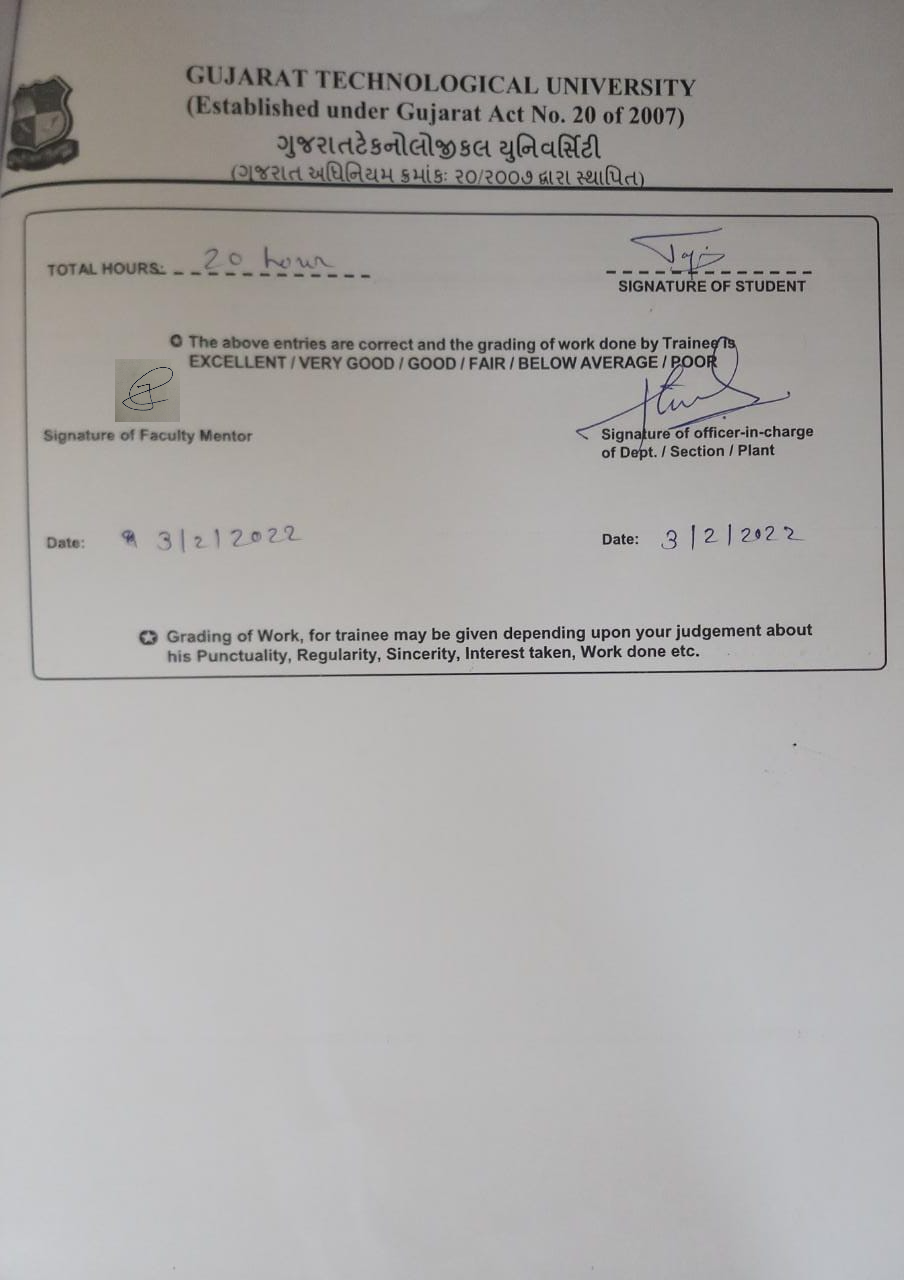 GUJARAT TECHNOLOGICAL UNIVERSITY
(Established under Gujarat Act No. 20 of 2007)
ગુજરાતટેકનોલોજીકલ યુનિવર્સિટી
(ગુજરાત અધિનિયમ ક્રમાંકઃ ૨૦/૨૦૦૭ દ્વારા સ્થાપિત)
TOTAL HOURS: 20 hour
SIGNATURE OF STUDENT
The above entries are correct and the grading of work done by Trainee is
EXCELLENT / VERY GOOD / GOOD / FAIR / BELOW AVERAGE / POOR
Signature of Faculty Mentor
Signature of officer-in-charge
of Dept. / Section / Plant
Date: 3/2/2022
Date: 3/2/2022
Grading of Work, for trainee may be given depending upon your judgement about
his Punctuality, Regularity, Sincerity, Interest taken, Work done etc.